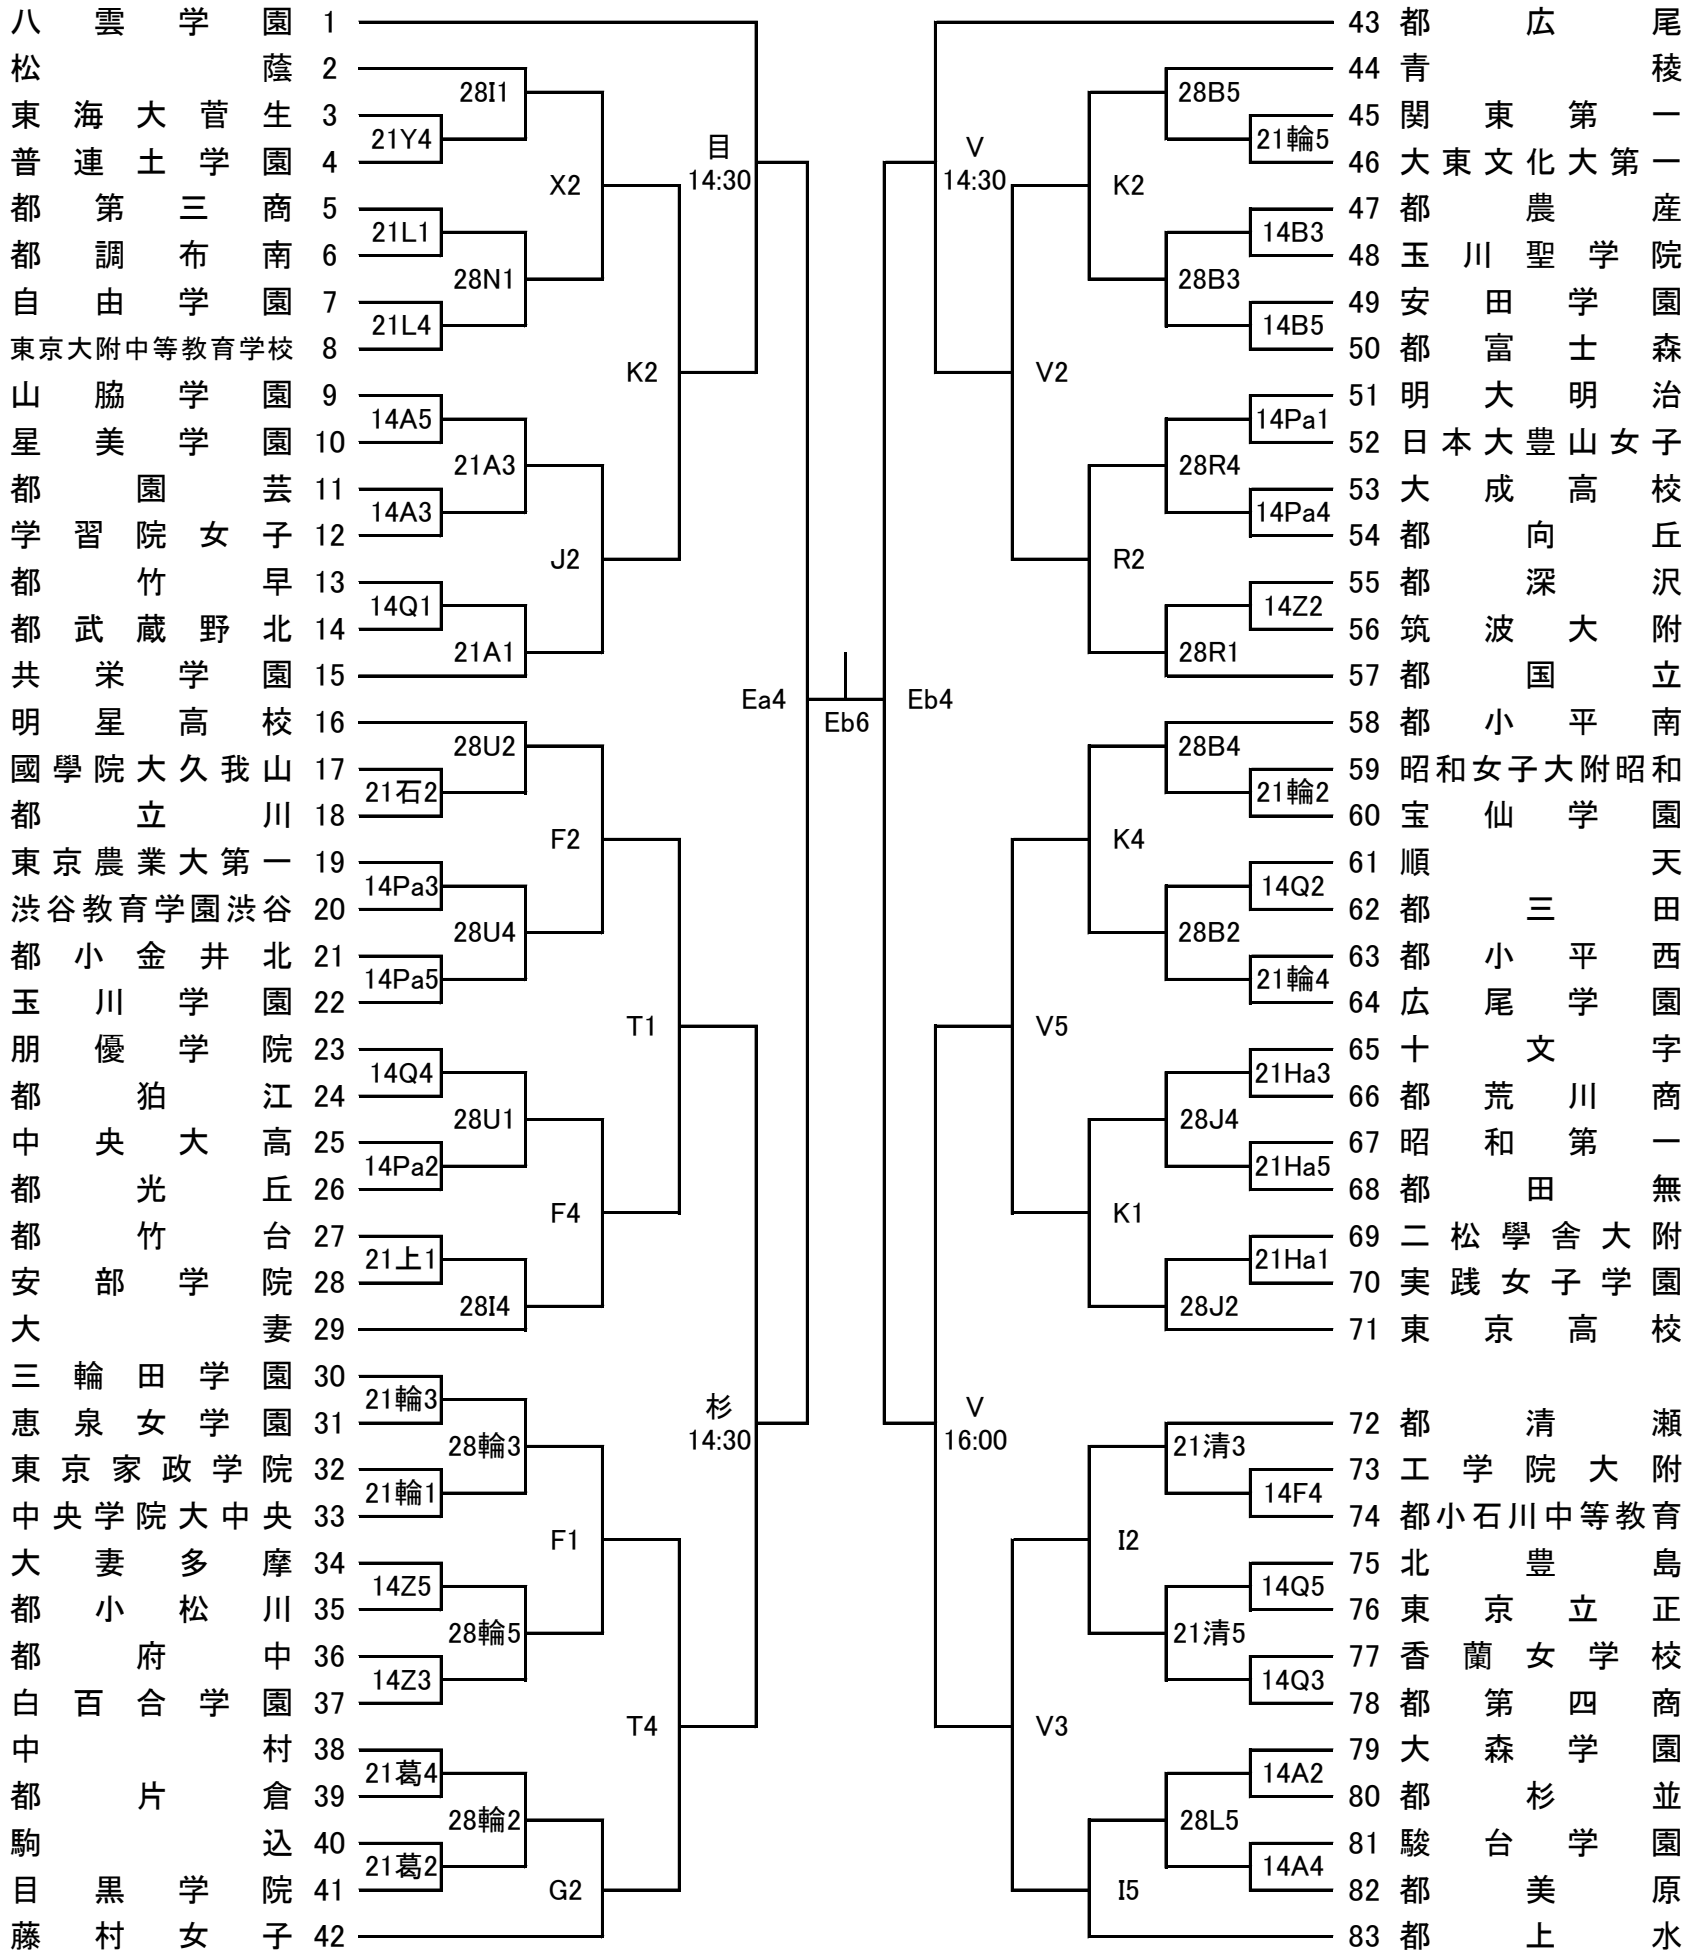 八雲学園 1
松蔭 2
28I1
東海大菅生 3
21Y4
普連土学園 4
X2
都第三商 5
21L1
都調布南 6
28N1
自由学園 7
21L4
東京大附中等教育学校 8
K2
目
14:30
山脇学園 9
14A5
星美学園 10
21A3
都園芸 11
14A3
学習院女子 12
J2
都竹早 13
14Q1
都武蔵野北 14
21A1
共栄学園 15
Ea4
明星高校 16
28U2
國學院大久我山 17
21石2
都立川 18
F2
東京農業大第一 19
14Pa3
渋谷教育学園渋谷 20
28U4
都小金井北 21
14Pa5
玉川学園 22
T1
朋優学院 23
14Q4
都狛江 24
28U1
中央大高 25
14Pa2
都光丘 26
F4
都竹台 27
21上1
安部学院 28
28I4
大妻 29
三輪田学園 30
21輪3
恵泉女学園 31
杉
14:30
28輪3
東京家政学院 32
21輪1
中央学院大中央 33
F1
大妻多摩 34
14Z5
都小松川 35
28輪5
都府中 36
14Z3
白百合学園 37
T4
中村 38
21葛4
都片倉 39
28輪2
駒込 40
21葛2
目黒学院 41
G2
藤村女子 42
Eb6
43 都広尾
44 青稜
28B5
45 関東第一
21輪5
46 大東文化大第一
V
14:30
K2
47 都農産
14B3
48 玉川聖学院
28B3
49 安田学園
14B5
50 都富士森
V2
51 明大明治
14Pa1
52 日本大豊山女子
28R4
53 大成高校
14Pa4
54 都向丘
R2
55 都深沢
14Z2
56 筑波大附
28R1
57 都国立
Eb4
58 都小平南
28B4
59 昭和女子大附昭和
21輪2
60 宝仙学園
K4
61 順天
14Q2
62 都三田
28B2
63 都小平西
21輪4
64 広尾学園
V5
65 十文字
21Ha3
66 都荒川商
28J4
67 昭和第一
21Ha5
68 都田無
K1
69 二松學舎大附
21Ha1
70 実践女子学園
28J2
71 東京高校
V
16:00
72 都清瀬
21清3
73 工学院大附
14F4
74 都小石川中等教育
I2
75 北豊島
14Q5
76 東京立正
21清5
77 香蘭女学校
14Q3
78 都第四商
V3
79 大森学園
14A2
80 都杉並
28L5
81 駿台学園
14A4
82 都美原
I5
83 都上水